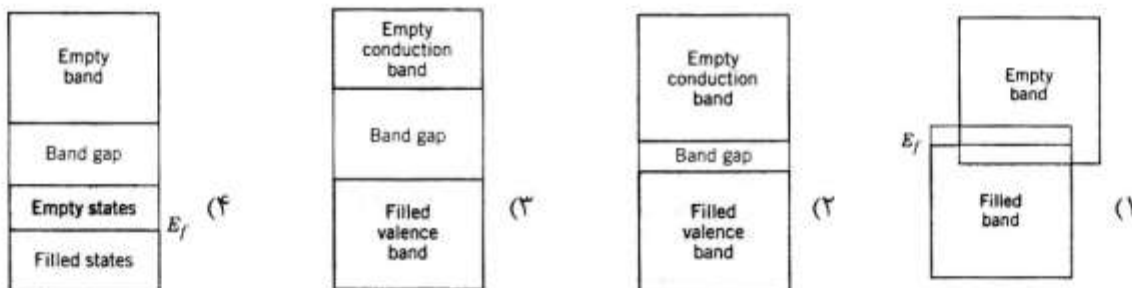 ۱)
Empty
band
E_f
Filled
band
۲)
Empty
conduction
band
Band gap
Filled
valence
band
۳)
Empty
conduction
band
Band gap
Filled
valence
band
۴)
Empty
band
Band gap
Empty states
E_f
Filled states